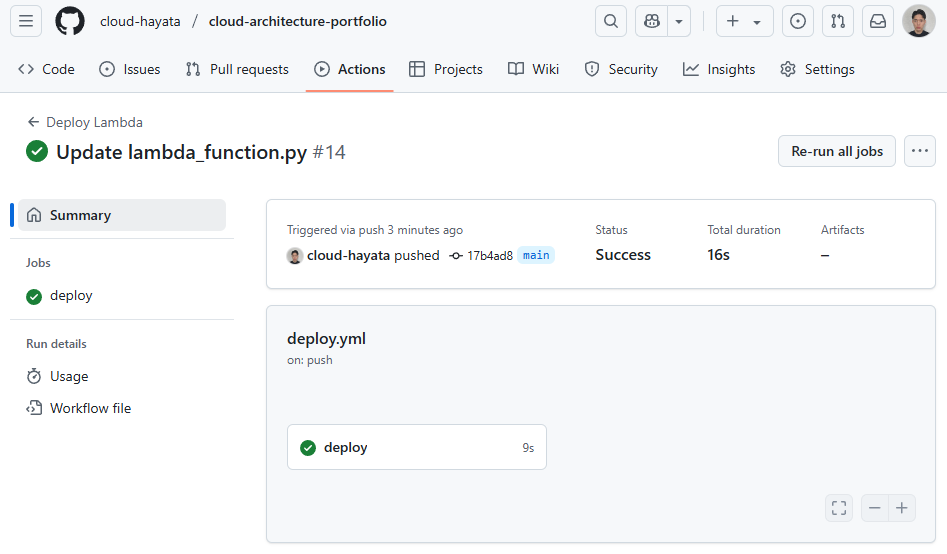 cloud-hayata / cloud-architecture-portfolio
Code Issues Pull requests Actions Projects Wiki Security Insights Settings
Deploy Lambda
Update lambda_function.py #14
Re-run all jobs
Summary
Jobs
deploy
Run details
Usage
Workflow file
Triggered via push 3 minutes ago
cloud-hayata pushed 17b4ad8 main
Status
Success
Total duration
16s
Artifacts
–
deploy.yml
on: push
deploy 9s